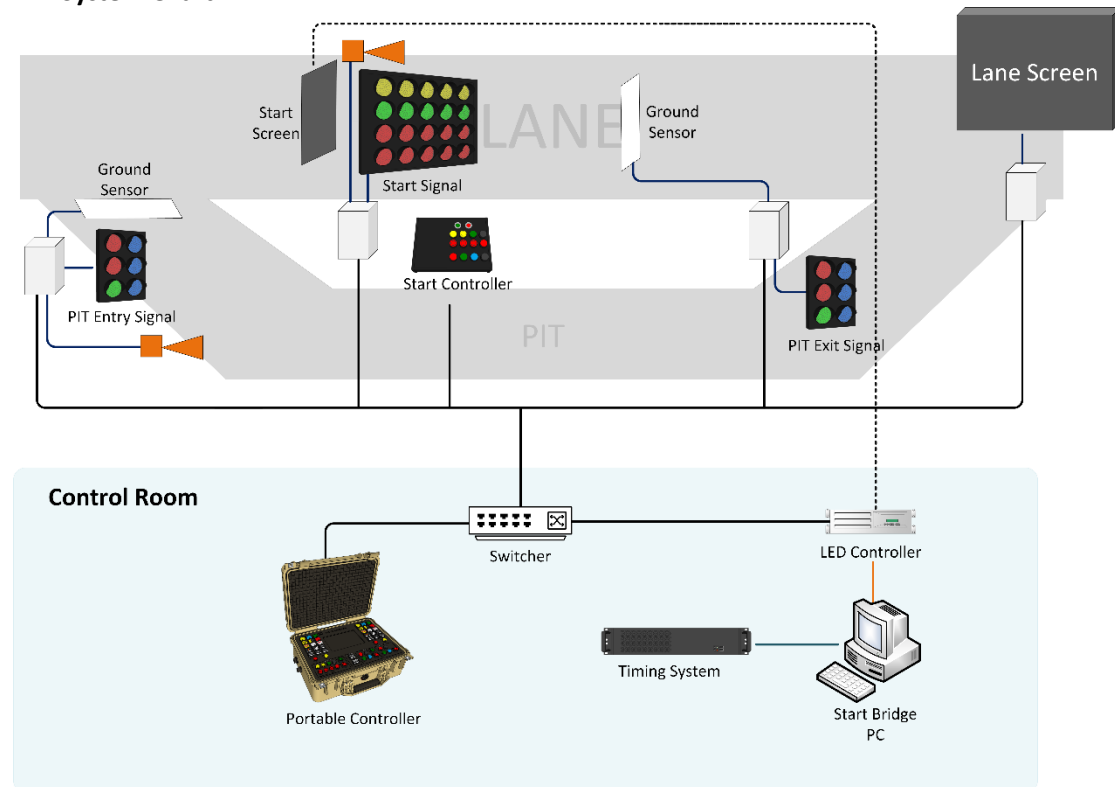 Lane Screen
LANE
Start
Screen
Ground
Sensor
Start Signal
Ground
Sensor
Start Controller
PIT Entry Signal
PIT
PIT Exit Signal
Control Room
Switcher
LED Controller
Portable Controller
Timing System
Start Bridge
PC